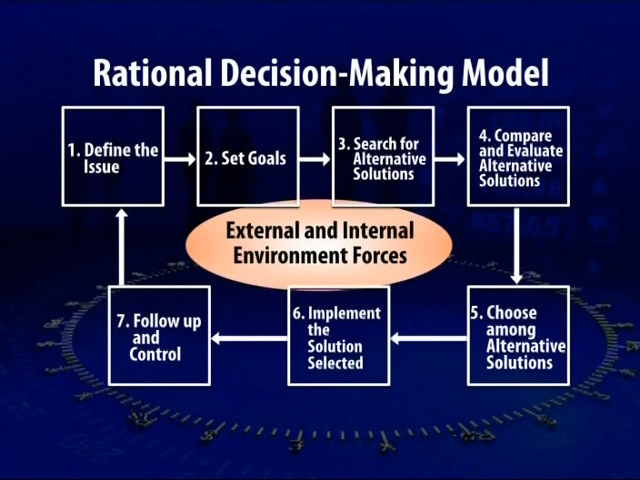 Rational Decision-Making Model
1. Define the
Issue
2. Set Goals
3. Search for
Alternative
Solutions
4. Compare
and Evaluate
Alternative
Solutions
External and Internal
Environment Forces
7. Follow up
and
Control
6. Implement
the
Solution
Selected
5. Choose
among
Alternative
Solutions